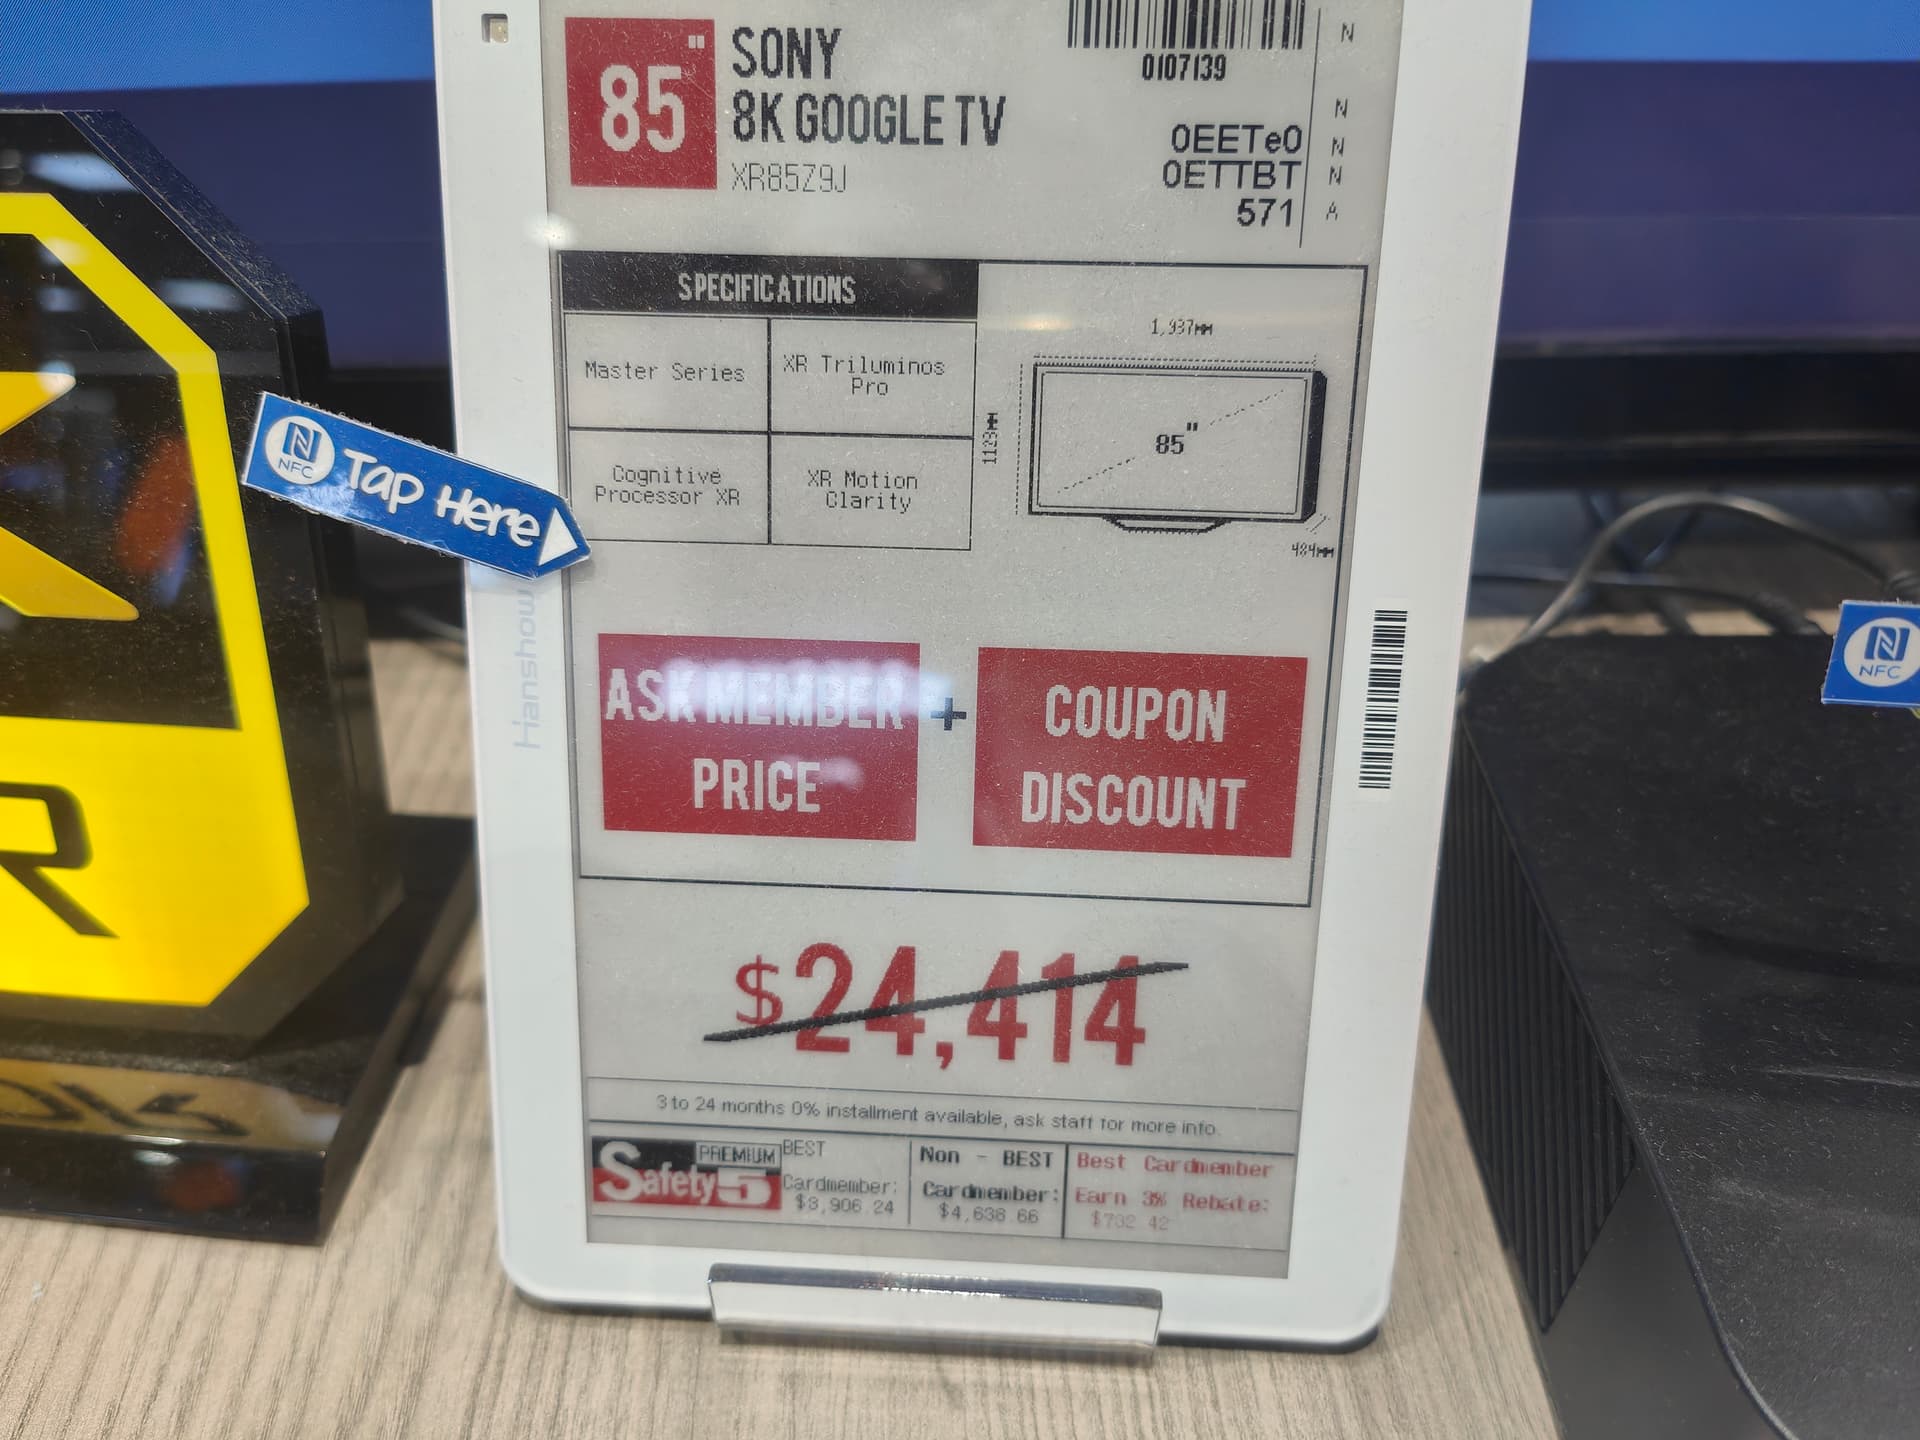 85"
SONY
8K GOOGLE TV
XR85Z9J
0107139
0EETe0
0ETTBT
571
N
N
N
N
A
SPECIFICATIONS
Master Series
XR Triluminos
Pro
Cognitive
Processor XR
XR Motion
Clarity
1,937MM
1123MM
85"
484MM
NFC
Tap Here
Hanshow
ASK MEMBER
PRICE
+
COUPON
DISCOUNT
$24,414
3 to 24 months 0% installment available, ask staff for more info.
Safety5
PREMIUM
BEST
Cardmember:
$3,906.24
Non - BEST
Cardmember:
$4,638.66
Best Cardmember
Earn 3% Rebate:
$732.42
R
NFC